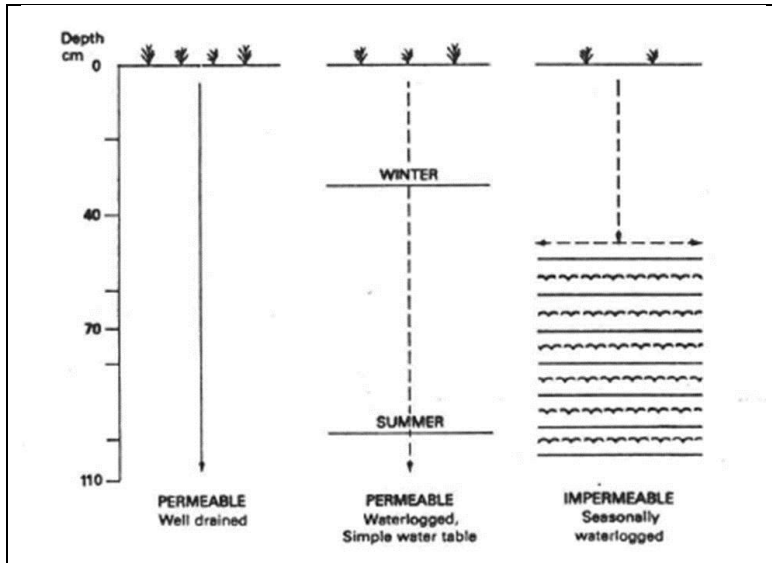 Depth
cm
0
40
70
110
WINTER
SUMMER
PERMEABLE
Well drained
PERMEABLE
Waterlogged,
Simple water table
IMPERMEABLE
Seasonally
waterlogged